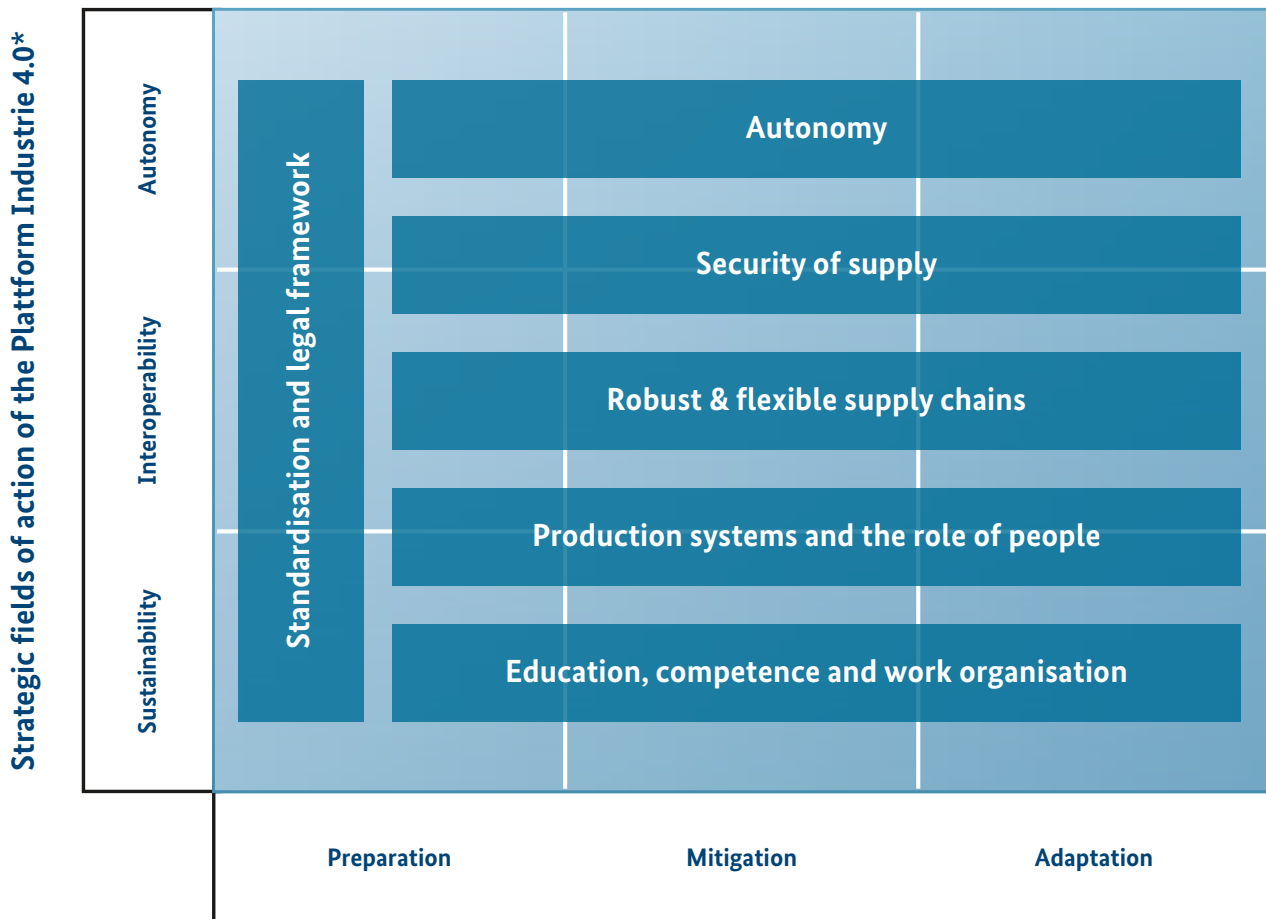 Strategic fields of action of the Plattform Industrie 4.0*
Autonomy
Interoperability
Sustainability
Standardisation and legal framework
Autonomy
Security of supply
Robust & flexible supply chains
Production systems and the role of people
Education, competence and work organisation
Preparation
Mitigation
Adaptation